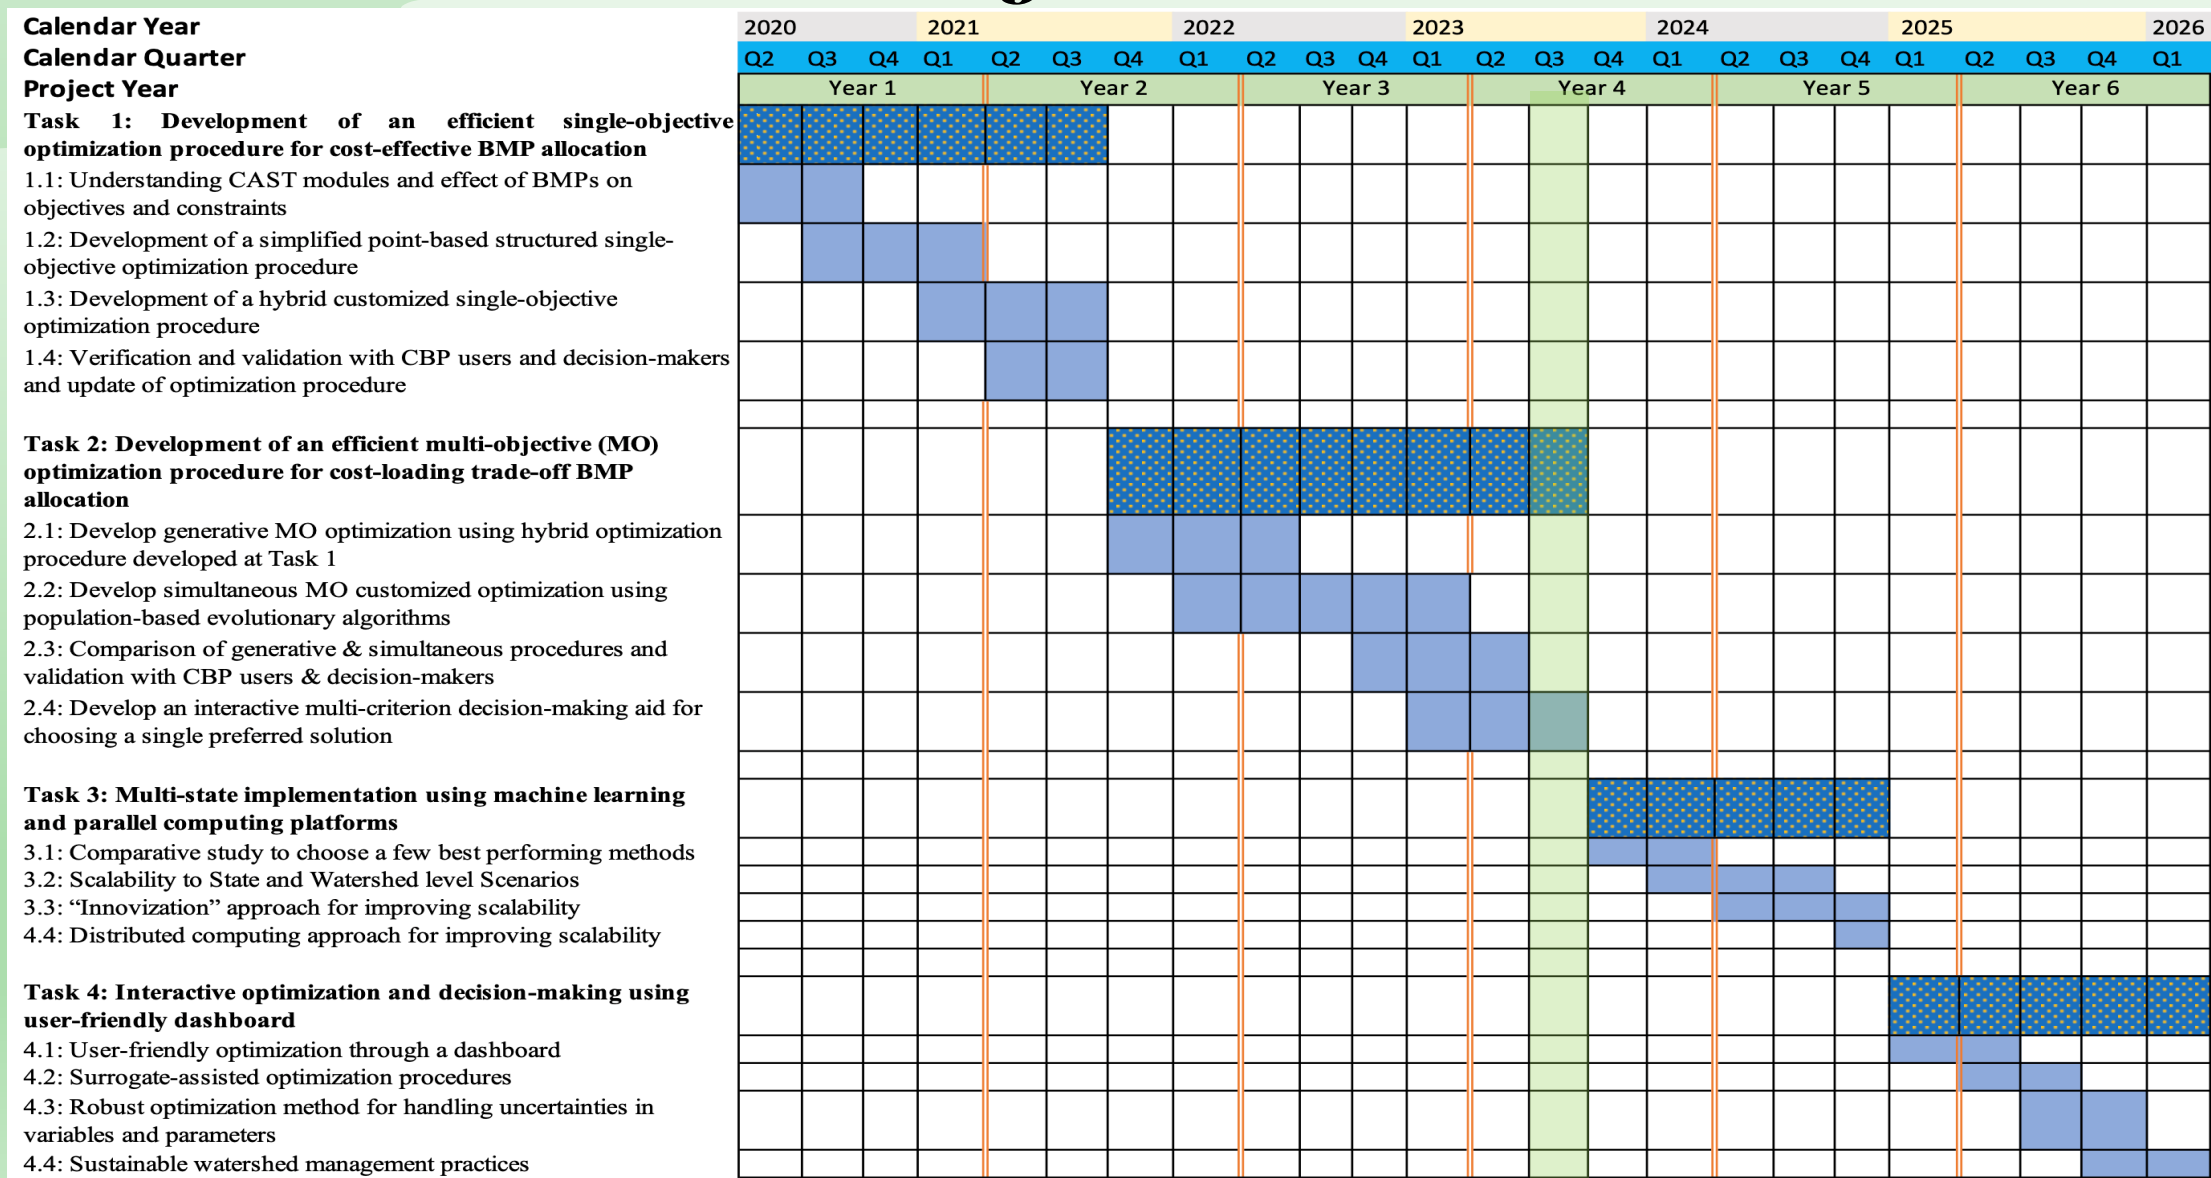 Calendar Year 2020 2021 2022 2023 2024 2025 2026
Calendar Quarter Q2 Q3 Q4 Q1 Q2 Q3 Q4 Q1 Q2 Q3 Q4 Q1 Q2 Q3 Q4 Q1 Q2 Q3 Q4 Q1 Q2 Q3 Q4 Q1
Project Year Year 1 Year 2 Year 3 Year 4 Year 5 Year 6
Task 1: Development of an efficient single-objective
optimization procedure for cost-effective BMP allocation
1.1: Understanding CAST modules and effect of BMPs on
objectives and constraints
1.2: Development of a simplified point-based structured single-
objective optimization procedure
1.3: Development of a hybrid customized single-objective
optimization procedure
1.4: Verification and validation with CBP users and decision-makers
and update of optimization procedure
Task 2: Development of an efficient multi-objective (MO)
optimization procedure for cost-loading trade-off BMP
allocation
2.1: Develop generative MO optimization using hybrid optimization
procedure developed at Task 1
2.2: Develop simultaneous MO customized optimization using
population-based evolutionary algorithms
2.3: Comparison of generative & simultaneous procedures and
validation with CBP users & decision-makers
2.4: Develop an interactive multi-criterion decision-making aid for
choosing a single preferred solution
Task 3: Multi-state implementation using machine learning
and parallel computing platforms
3.1: Comparative study to choose a few best performing methods
3.2: Scalability to State and Watershed level Scenarios
3.3: “Innovization” approach for improving scalability
4.4: Distributed computing approach for improving scalability
Task 4: Interactive optimization and decision-making using
user-friendly dashboard
4.1: User-friendly optimization through a dashboard
4.2: Surrogate-assisted optimization procedures
4.3: Robust optimization method for handling uncertainties in
variables and parameters
4.4: Sustainable watershed management practices